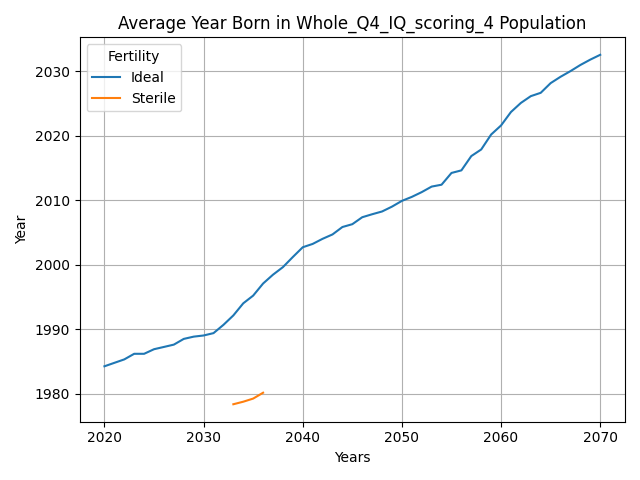 Average Year Born in Whole_Q4_IQ_scoring_4 Population
Fertility
Ideal
Sterile
Year
2030
2020
2010
2000
1990
1980
2020 2030 2040 2050 2060 2070
Years